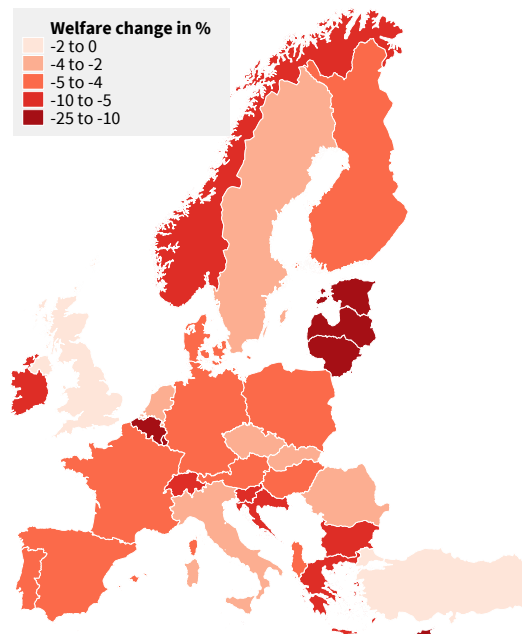 Welfare change in %
-2 to 0
-4 to -2
-5 to -4
-10 to -5
-25 to -10